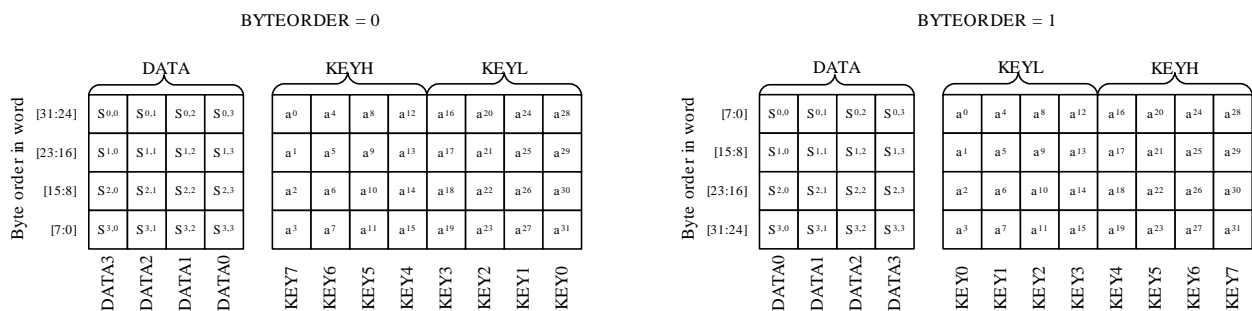 BYTEORDER = 0
DATA KEYH KEYL
Byte order in word
[31:24] S0,0 S0,1 S0,2 S0,3 a0 a4 a8 a12 a16 a20 a24 a28
[23:16] S1,0 S1,1 S1,2 S1,3 a1 a5 a9 a13 a17 a21 a25 a29
[15:8] S2,0 S2,1 S2,2 S2,3 a2 a6 a10 a14 a18 a22 a26 a30
[7:0] S3,0 S3,1 S3,2 S3,3 a3 a7 a11 a15 a19 a23 a27 a31
DATA3 DATA2 DATA1 DATA0 KEY7 KEY6 KEY5 KEY4 KEY3 KEY2 KEY1 KEY0
BYTEORDER = 1
DATA KEYL KEYH
Byte order in word
[7:0] S0,0 S0,1 S0,2 S0,3 a0 a4 a8 a12 a16 a20 a24 a28
[15:8] S1,0 S1,1 S1,2 S1,3 a1 a5 a9 a13 a17 a21 a25 a29
[23:16] S2,0 S2,1 S2,2 S2,3 a2 a6 a10 a14 a18 a22 a26 a30
[31:24] S3,0 S3,1 S3,2 S3,3 a3 a7 a11 a15 a19 a23 a27 a31
DATA0 DATA1 DATA2 DATA3 KEY0 KEY1 KEY2 KEY3 KEY4 KEY5 KEY6 KEY7